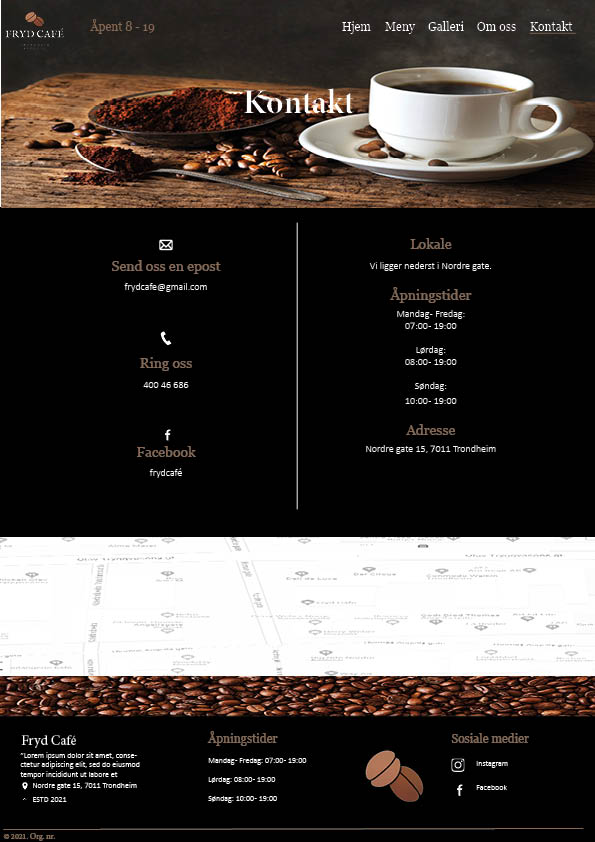 FRYD CAFÉ
Åpent 8 - 19
Hjem Meny Galleri Om oss Kontakt
Kontakt
Send oss en epost
frydcafe@gmail.com
Ring oss
400 46 686
Facebook
frydcafé
Lokale
Vi ligger nederst i Nordre gate.
Åpningstider
Mandag- Fredag:
07:00- 19:00
Lørdag:
08:00- 19:00
Søndag:
10:00- 19:00
Adresse
Nordre gate 15, 7011 Trondheim
Fryd Café
"Lorem ipsum dolor sit amet, conse-
ctetur adipiscing elit, sed do eiusmod
tempor incididunt ut labore et
Nordre gate 15, 7011 Trondheim
ESTD 2021
Åpningstider
Mandag- Fredag: 07:00- 19:00
Lørdag: 08:00- 19:00
Søndag: 10:00- 19:00
Sosiale medier
Instagram
Facebook
© 2021. Org. nr.